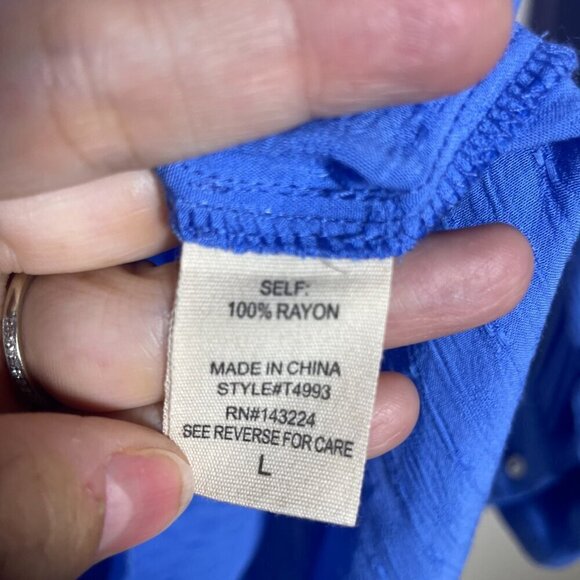 SELF:
100% RAYON
MADE IN CHINA
STYLE#T4993
RN#143224
SEE REVERSE FOR CARE
L